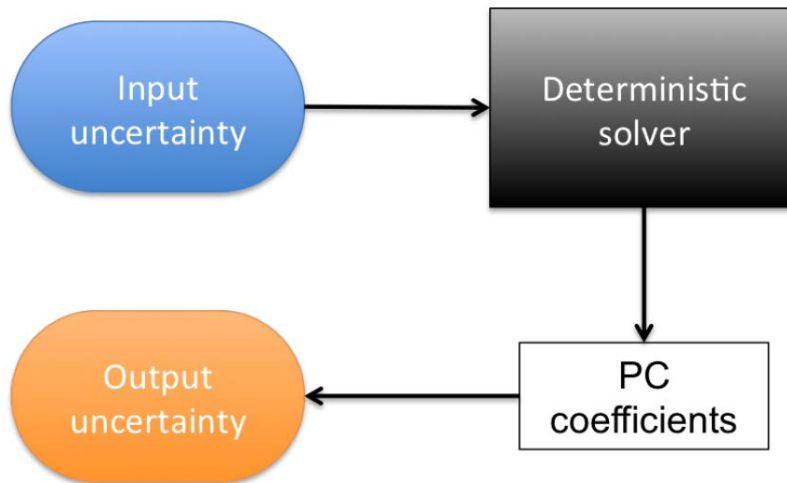 Input
uncertainty
Deterministic
solver
PC
coefficients
Output
uncertainty